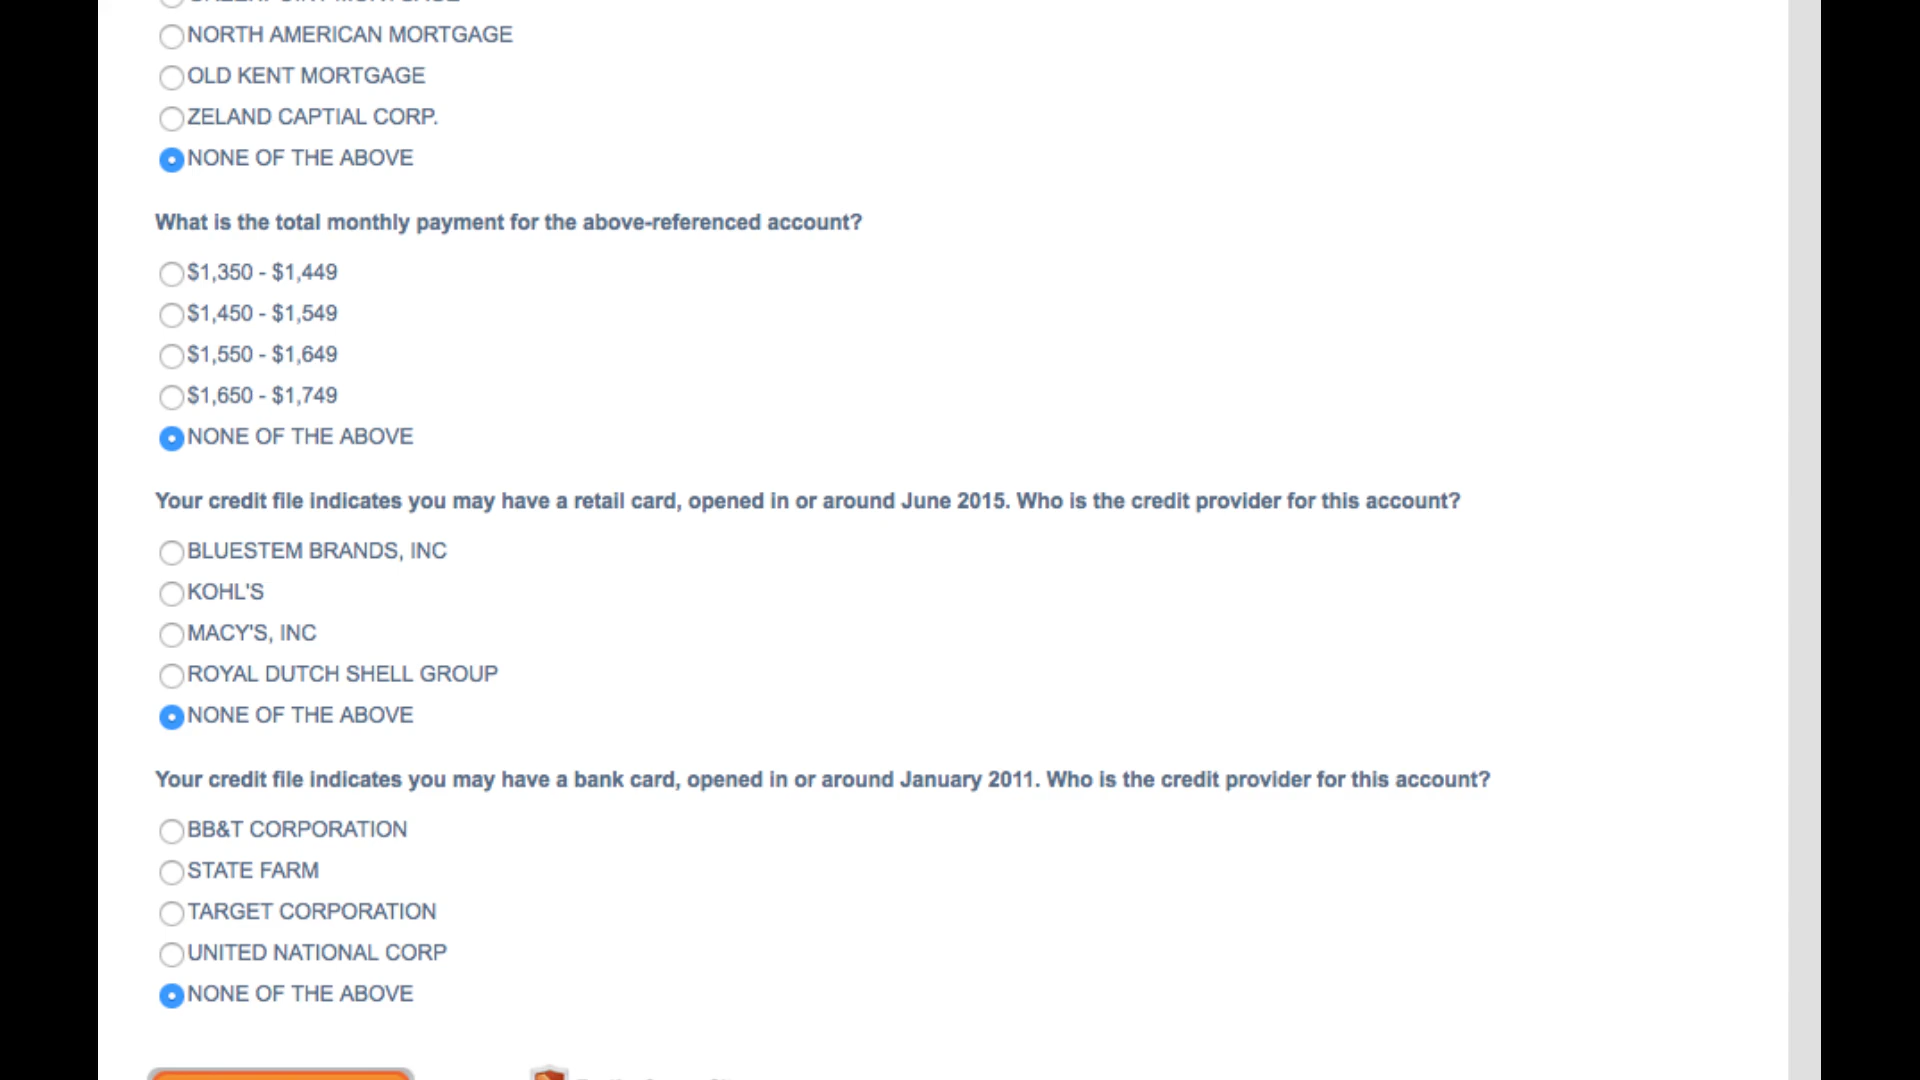 NORTH AMERICAN MORTGAGE
OLD KENT MORTGAGE
ZELAND CAPTIAL CORP.
NONE OF THE ABOVE
What is the total monthly payment for the above-referenced account?
$1,350 - $1,449
$1,450 - $1,549
$1,550 - $1,649
$1,650 - $1,749
NONE OF THE ABOVE
Your credit file indicates you may have a retail card, opened in or around June 2015. Who is the credit provider for this account?
BLUESTEM BRANDS, INC
KOHL'S
MACY'S, INC
ROYAL DUTCH SHELL GROUP
NONE OF THE ABOVE
Your credit file indicates you may have a bank card, opened in or around January 2011. Who is the credit provider for this account?
BB&T CORPORATION
STATE FARM
TARGET CORPORATION
UNITED NATIONAL CORP
NONE OF THE ABOVE